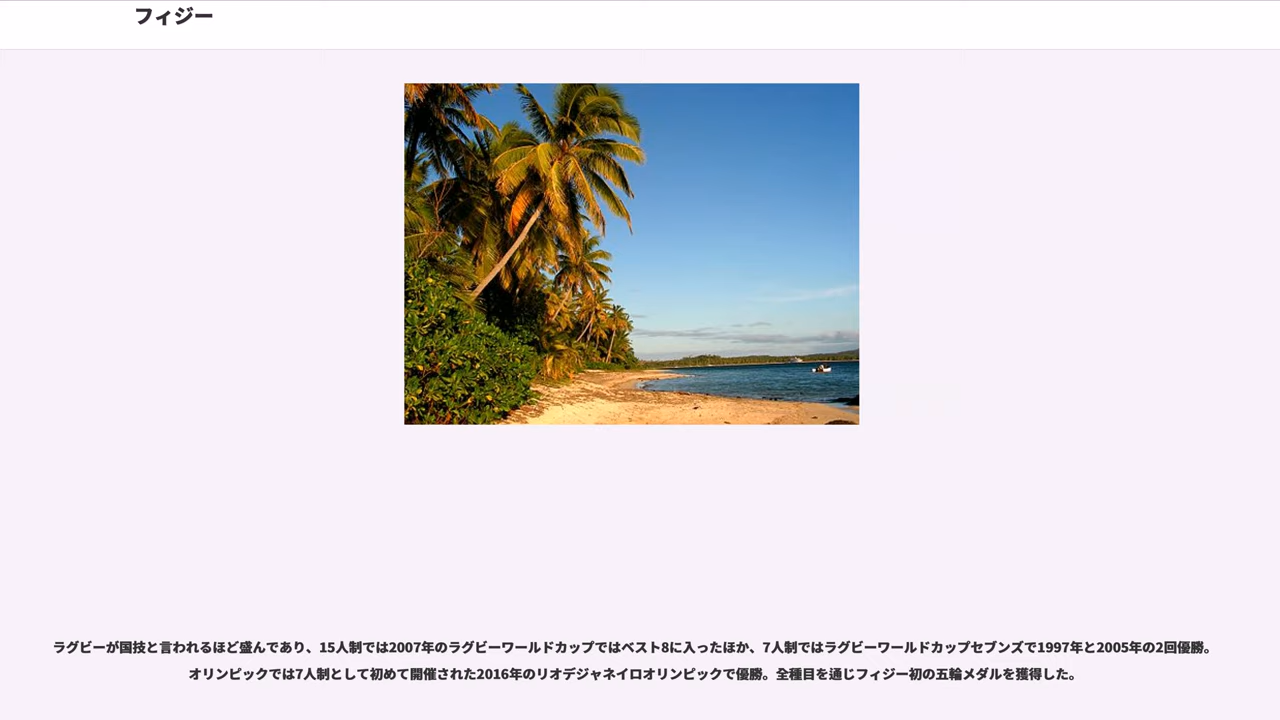 フィジー
ラグビーが国技と言われるほど盛んであり、15人制では2007年のラグビーワールドカップではベスト8に入ったほか、7人制ではラグビーワールドカップセブンズで1997年と2005年の2回優勝。
オリンピックでは7人制として初めて開催された2016年のリオデジャネイロオリンピックで優勝。全種目を通じフィジー初の五輪メダルを獲得した。